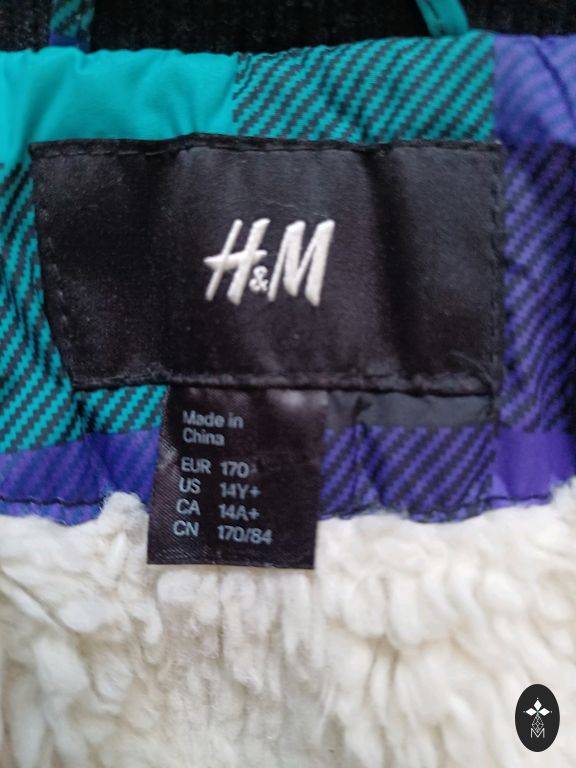 H&M
Made in
China
EUR 170
US 14Y+
CA 14A+
CN 170/84
M